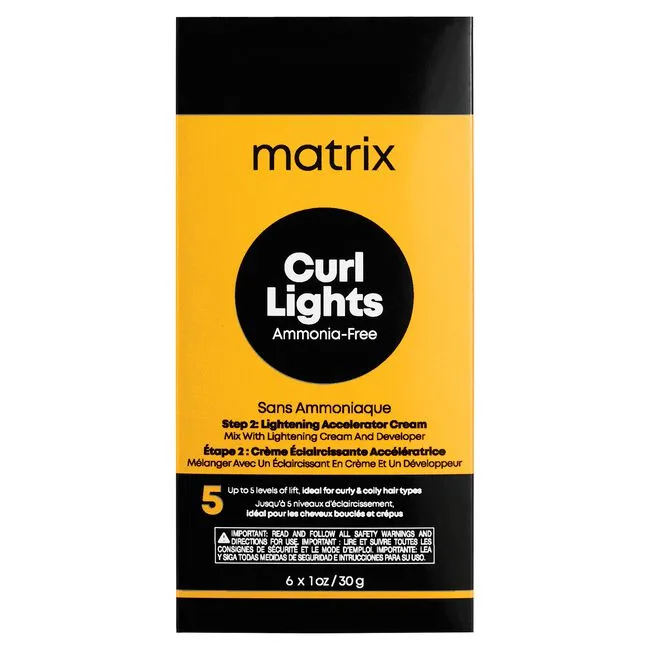 matrix
Curl
Lights
Ammonia-Free
Sans Ammoniaque
Step 2: Lightening Accelerator Cream
Mix With Lightening Cream And Developer
Étape 2 : Crème Éclaircissante Accélératrice
Mélanger Avec Un Éclaircissant En Crème Et Un Développeur
5
Up to 5 levels of lift, ideal for curly & coily hair types
Jusqu'à 5 niveaux d'éclaircissement,
idéal pour les cheveux bouclés et crépus
IMPORTANT: READ AND FOLLOW ALL SAFETY WARNINGS AND
DIRECTIONS FOR USE. IMPORTANT : LIRE ET SUIVRE TOUTES LES
CONSIGNES DE SÉCURITÉ ET LE MODE D'EMPLOI. IMPORTANTE: LEA
Y SIGA TODAS MEDIDAS DE SEGURIDAD E INSTRUCCIONES PARA SU USO.
6 x 1 oz / 30 g